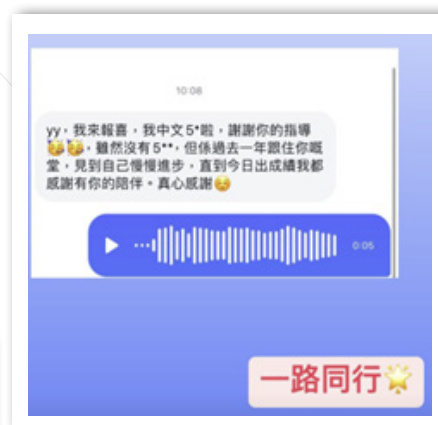 10:08
yy，我來報喜，我中文5*啦，謝謝你的指導
🥳🥳，雖然沒有5**，但係過去一年跟住你嘅
堂，見到自己慢慢進步，直到今日出成績我都
感謝有你的陪伴。真心感謝☺️
0:05
一路同行🌟